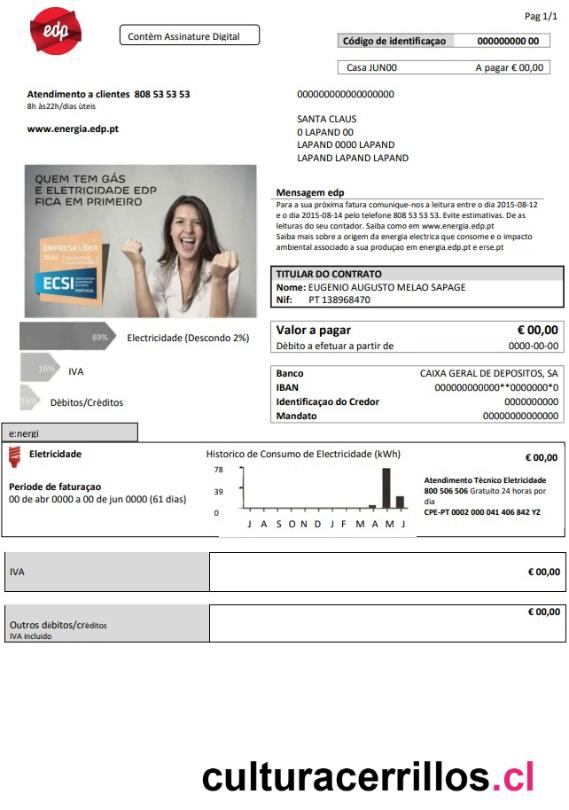 Pag 1/1
edp
Contèm Assinature Digital
Código de identificaçao 000000000 00
Casa JUN00 A pagar € 00,00
Atendimento a clientes 808 53 53 53
8h às22h/dias ùteis
www.energia.edp.pt
000000000000000000
SANTA CLAUS
0 LAPAND 00
LAPAND 0000 LAPAND
LAPAND LAPAND LAPAND
QUEM TEM GÁS
E ELETRICIDADE EDP
FICA EM PRIMEIRO
EMPRESA LÍDER
DUAL
ECSI
PORTUGAL
Mensagem edp
Para a sua próxima fatura comunique-nos a leitura entre o dia 2015-08-12
e o dia 2015-08-14 pelo telefone 808 53 53 53. Evite estimativas. De as
leituras do seu contador. Saiba como em www.energia.edp.pt
Saiba mais sobre a origem da energia electrica que consome e o impacto
ambiental associado a sua produçao em energia.edp.pt e erse.pt
TITULAR DO CONTRATO
Nome: EUGENIO AUGUSTO MELAO SAPAGE
Nif: PT 138968470
69% Electricidade (Descondo 2%)
16% IVA
15% Dèbitos/Crèditos
Valor a pagar € 00,00
Dèbito a efetuar a partir de 0000-00-00
Banco CAIXA GERAL DE DEPOSITOS, SA
IBAN 000000000000**0000000*0
Identificaçao do Credor 0000000000
Mandato 00000000000000
e:nergi
Eletricidade
Periode de faturaçao
00 de abr 0000 a 00 de jun 0000 (61 dias)
Historico de Consumo de Electricidade (kWh)
78
39
0
J A S O N D J F M A M J
€ 00,00
Atendimento Tècnico Eletricidade
800 506 506 Gratuito 24 horas por
dia
CPE-PT 0002 000 041 406 842 YZ
IVA € 00,00
€ 00,00
Outros dèbitos/crèditos
IVA incluido
culturacerrillos.cl